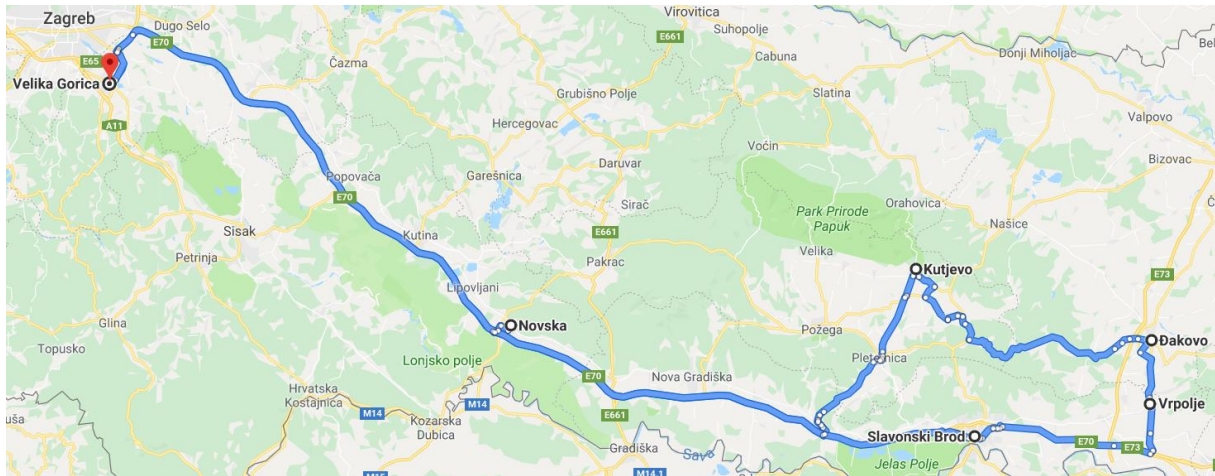 Zagreb
Dugo Selo
E70
E65
Velika Gorica
A11
Čazma
Virovitica
E661
Suhopolje
Cabuna
Slatina
Donji Miholjac
Bel
Valpovo
Bizovac
Grubišno Polje
Hercegovac
Daruvar
Voćin
Garešnica
Popovača
E70
Sirač
Park Prirode
Papuk
Orahovica
Našice
Sisak
Petrinja
Kutina
E661
Velika
E73
Pakrac
Kutjevo
Lipovljani
Glina
Topusko
Novska
Požega
Đakovo
Lonjsko polje
Pleternica
Hrvatska
Kostajnica
E70
Nova Gradiška
Vrpolje
M14
M14
Kozarska
Dubica
E661
Slavonski Brod
Gradiška
Sava
E70
E73
Jelas Polje
M14.1